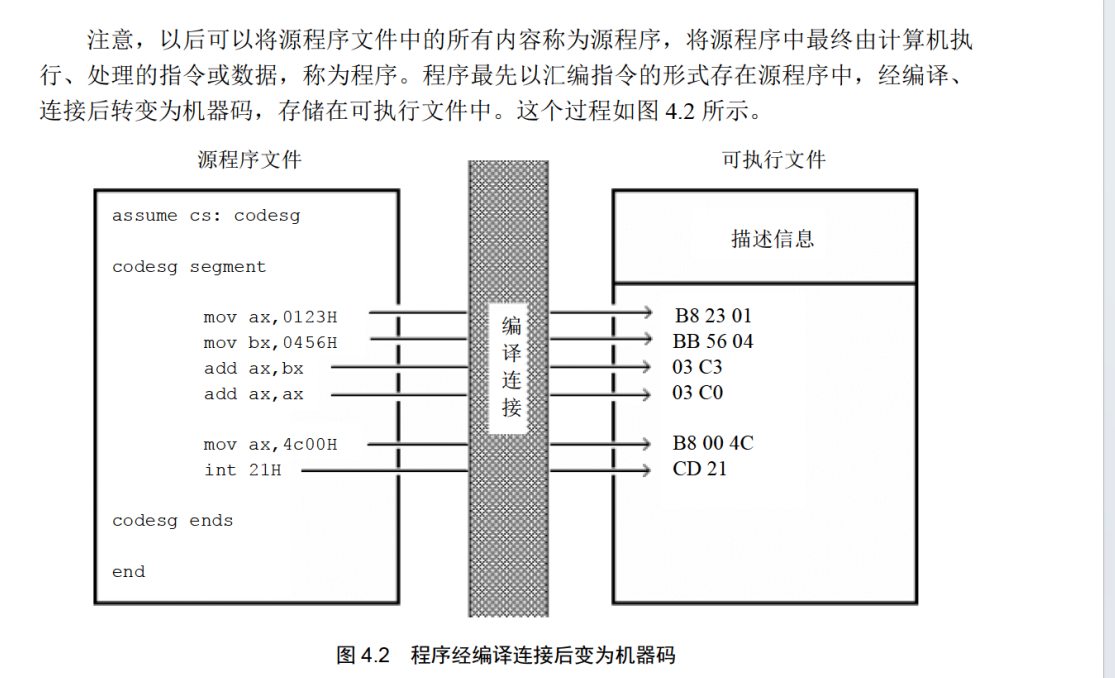 注意，以后可以将源程序文件中的所有内容称为源程序，将源程序中最终由计算机执
行、处理的指令或数据，称为程序。程序最先以汇编指令的形式存在源程序中，经编译、
连接后转变为机器码，存储在可执行文件中。这个过程如图 4.2 所示。
源程序文件
可执行文件
assume cs: codesg
codesg segment
mov ax,0123H
mov bx,0456H
add ax,bx
add ax,ax
mov ax,4c00H
int 21H
codesg ends
end
编
译
连
接
描述信息
B8 23 01
BB 56 04
03 C3
03 C0
B8 00 4C
CD 21
图 4.2 程序经编译连接后变为机器码